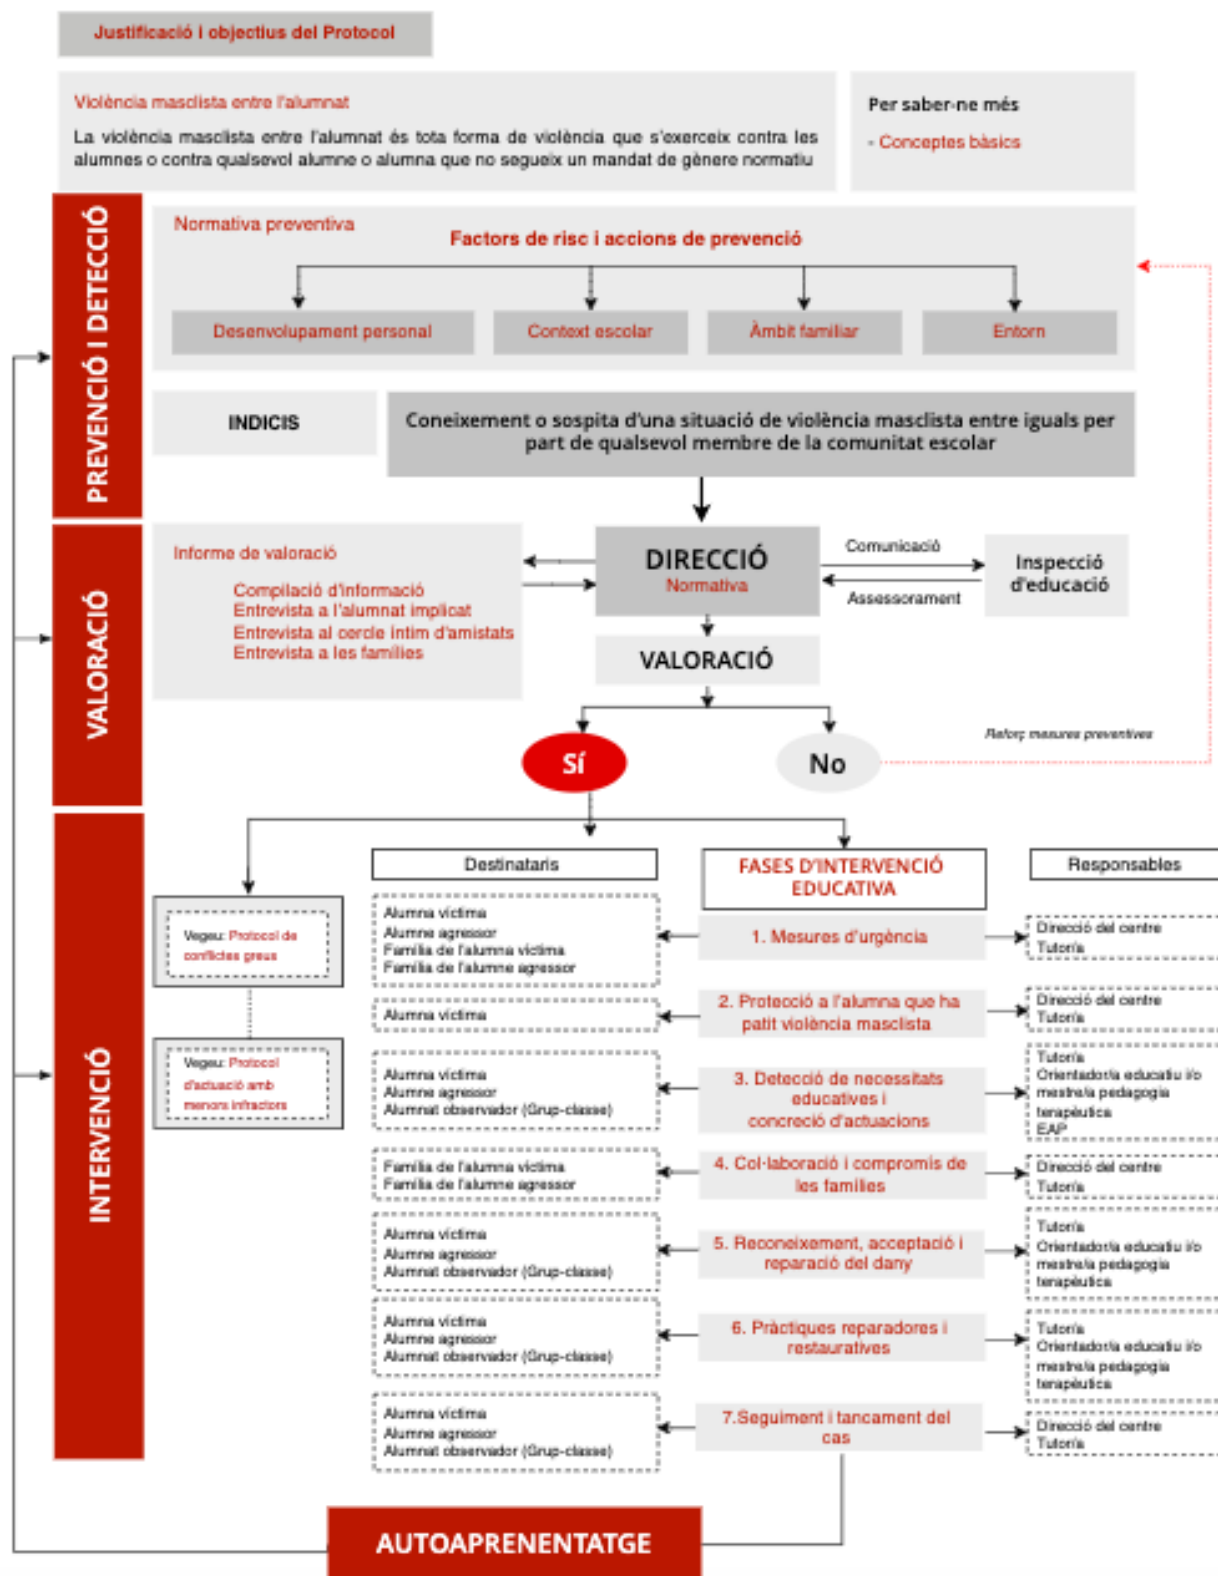 Justificació i objectius del Protocol
Violència masclista entre l'alumnat
La violència masclista entre l'alumnat és tota forma de violència que s'exerceix contra les
alumnes o contra qualsevol alumne o alumna que no segueix un mandat de gènere normatiu
Per saber-ne més
- Conceptes bàsics
PREVENCIÓ I DETECCIÓ
Normativa preventiva
Factors de risc i accions de prevenció
Desenvolupament personal
Context escolar
Àmbit familiar
Entorn
INDICIS
Coneixement o sospita d'una situació de violència masclista entre iguals per
part de qualsevol membre de la comunitat escolar
VALORACIÓ
Informe de valoració
Compilació d'informació
Entrevista a l'alumnat implicat
Entrevista al cercle íntim d'amistats
Entrevista a les famílies
DIRECCIÓ
Normativa
Comunicació
Assessorament
Inspecció
d'educació
VALORACIÓ
Sí
No
Reforç mesures preventives
INTERVENCIÓ
Vegeu: Protocol de
conflictes greus
Vegeu: Protocol
d'actuació amb
menors infractors
Destinataris
FASES D'INTERVENCIÓ
EDUCATIVA
Responsables
Alumna víctima
Alumne agressor
Família de l'alumna víctima
Família de l'alumne agressor
1. Mesures d'urgència
Direcció del centre
Tutor/a
Alumna víctima
2. Protecció a l'alumna que ha
patit violència masclista
Direcció del centre
Tutor/a
Alumna víctima
Alumne agressor
Alumnat observador (Grup-classe)
3. Detecció de necessitats
educatives i
concreció d'actuacions
Tutor/a
Orientador/a educatiu i/o
mestre/a pedagogia
terapèutica
EAP
Família de l'alumna víctima
Família de l'alumne agressor
4. Col·laboració i compromís de
les famílies
Direcció del centre
Tutor/a
Alumna víctima
Alumne agressor
Alumnat observador (Grup-classe)
5. Reconeixement, acceptació i
reparació del dany
Tutor/a
Orientador/a educatiu i/o
mestre/a pedagogia
terapèutica
Alumna víctima
Alumne agressor
Alumnat observador (Grup-classe)
6. Pràctiques reparadores i
restauratives
Tutor/a
Orientador/a educatiu i/o
mestre/a pedagogia
terapèutica
Alumna víctima
Alumne agressor
Alumnat observador (Grup-classe)
7.Seguiment i tancament del
cas
Direcció del centre
Tutor/a
AUTOAPRENENTATGE